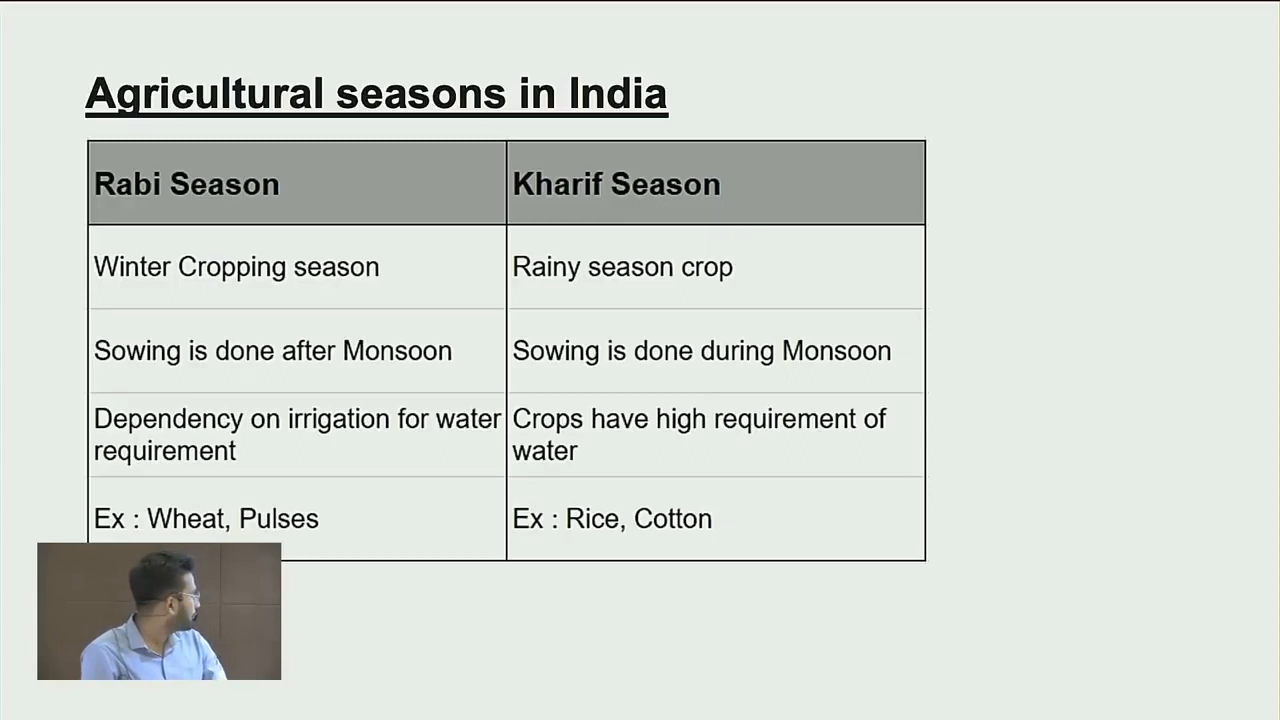 Agricultural seasons in India
Rabi Season
Kharif Season
Winter Cropping season
Rainy season crop
Sowing is done after Monsoon
Sowing is done during Monsoon
Dependency on irrigation for water
requirement
Crops have high requirement of
water
Ex : Wheat, Pulses
Ex : Rice, Cotton